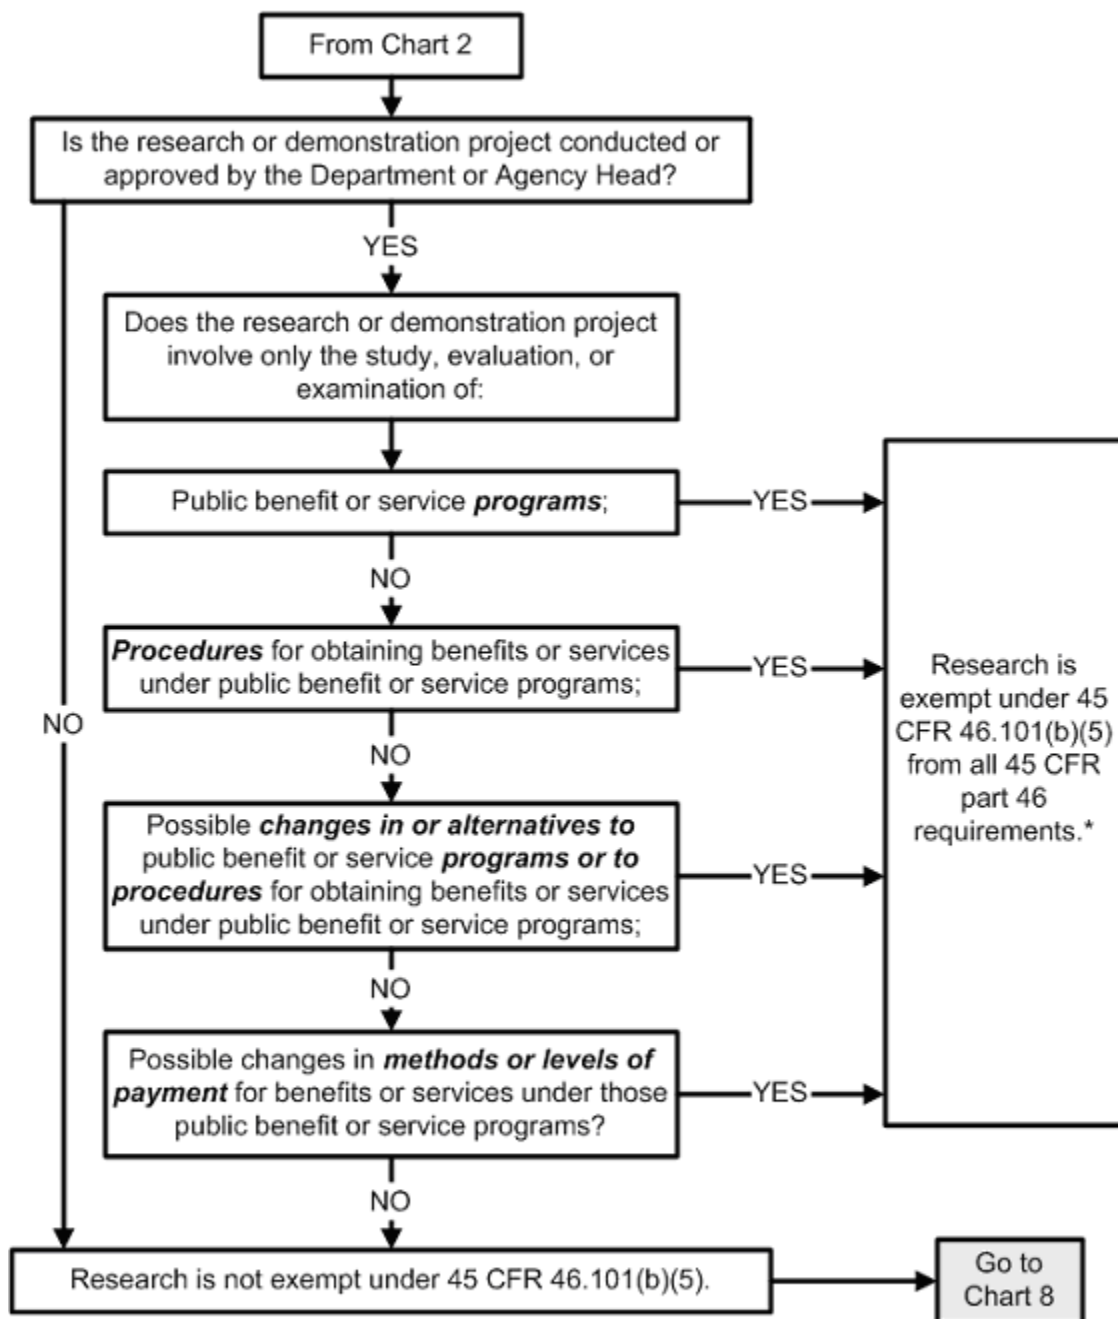 From Chart 2
Is the research or demonstration project conducted or
approved by the Department or Agency Head?
YES
Does the research or demonstration project
involve only the study, evaluation, or
examination of:
Public benefit or service programs;
YES
NO
Procedures for obtaining benefits or services
under public benefit or service programs;
YES
NO
NO
Possible changes in or alternatives to
public benefit or service programs or to
procedures for obtaining benefits or services
under public benefit or service programs;
YES
NO
Possible changes in methods or levels of
payment for benefits or services under those
public benefit or service programs?
YES
NO
Research is
exempt under 45
CFR 46.101(b)(5)
from all 45 CFR
part 46
requirements.*
Research is not exempt under 45 CFR 46.101(b)(5).
Go to
Chart 8